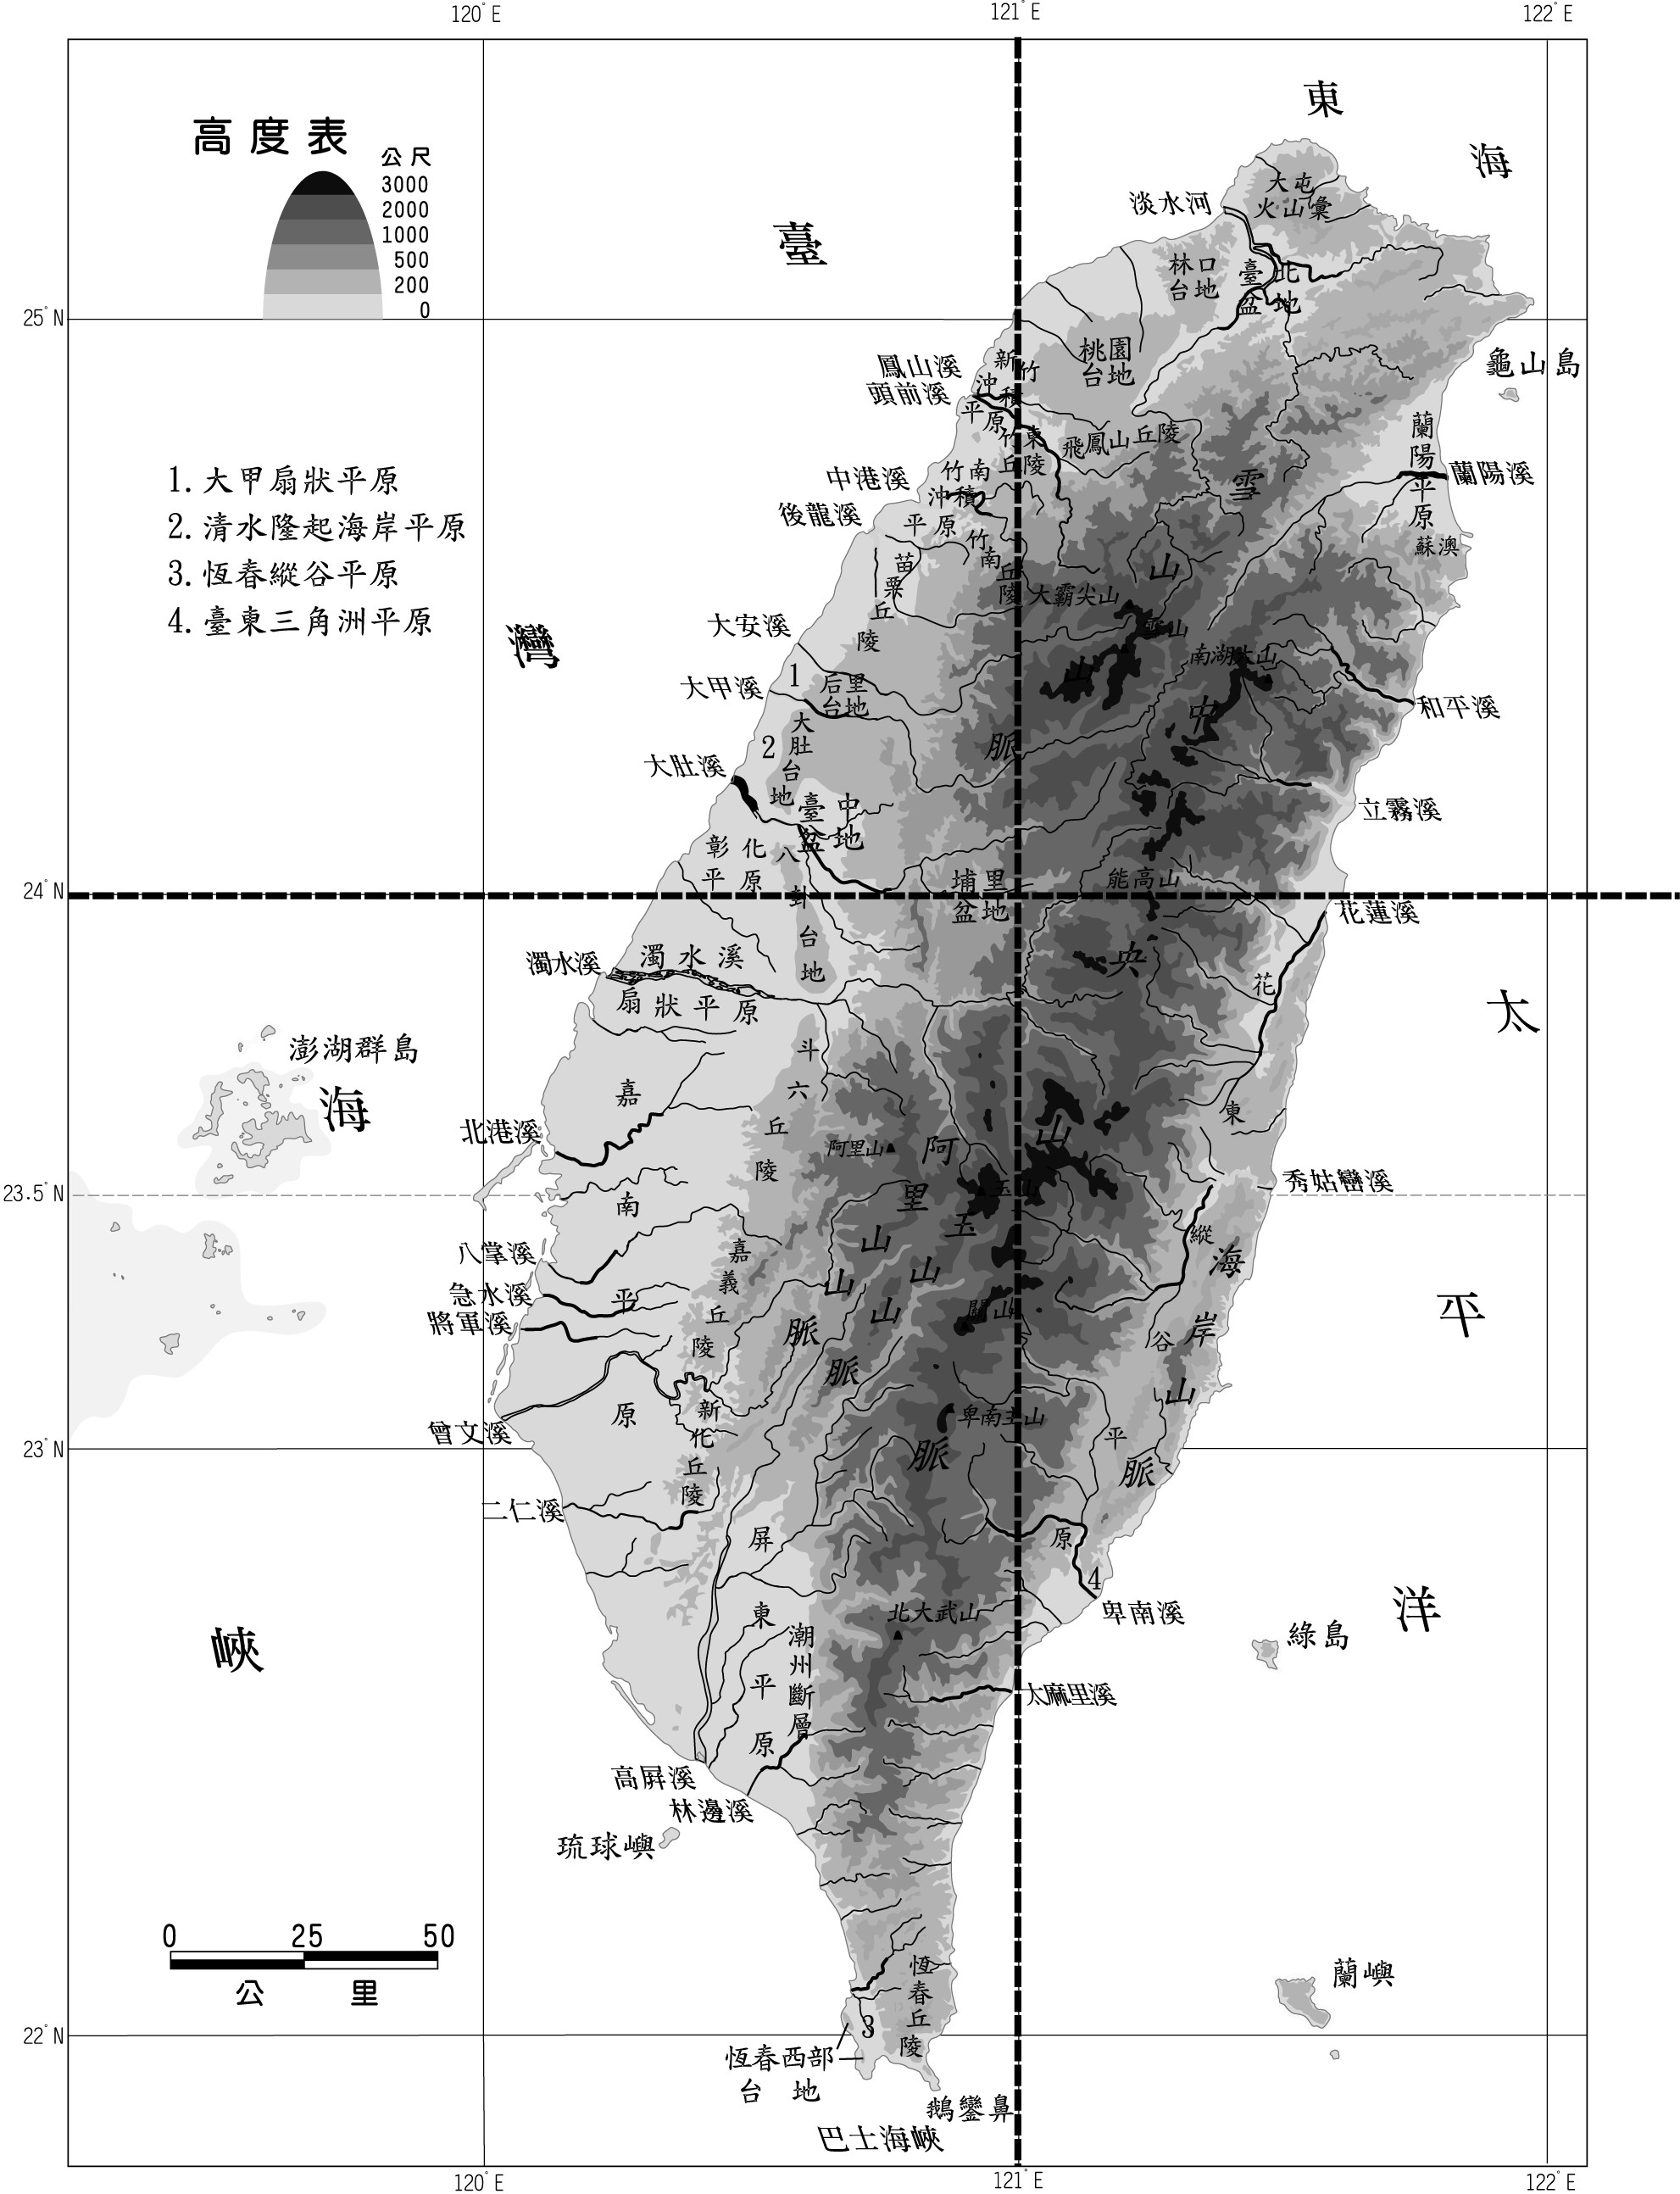 120°E
121°E
122°E
東
海
高度表
公尺
3000
2000
1000
500
200
0
臺
灣
海
峽
太
平
洋
25°N
24°N
23.5°N
23°N
22°N
1.大甲扇狀平原
2.清水隆起海岸平原
3.恆春縱谷平原
4.臺東三角洲平原
淡水河
大屯
火山彙
林口
台地
臺北
盆地
桃園
台地
龜山島
鳳山溪
頭前溪
新竹
沖積
平原
竹東
丘陵
飛鳳山丘陵
中港溪
後龍溪
竹南
沖積
平原
竹南丘陵
苗栗丘陵
蘭陽平原
蘭陽溪
蘇澳
雪山山脈
大霸尖山
雪山
南湖大山
和平溪
大安溪
大甲溪
1
后里
台地
大肚台地
2
大肚溪
臺中
盆地
立霧溪
中央山脈
彰化
平原
八卦台地
埔里
盆地
能高山
花蓮溪
濁水溪
濁水溪
扇狀平原
斗六丘陵
花東縱谷平原
澎湖群島
北港溪
嘉南平原
阿里山
阿里山山脈
玉山
玉山山脈
秀姑巒溪
海岸山脈
八掌溪
急水溪
將軍溪
嘉義丘陵
關山
曾文溪
新化丘陵
卑南主山
二仁溪
屏東平原
潮州斷層
北大武山
4
卑南溪
綠島
太麻里溪
高屏溪
林邊溪
琉球嶼
蘭嶼
恆春丘陵
3
恆春西部
台地
鵝鑾鼻
巴士海峽
0
25
50
公里
120°E
121°E
122°E